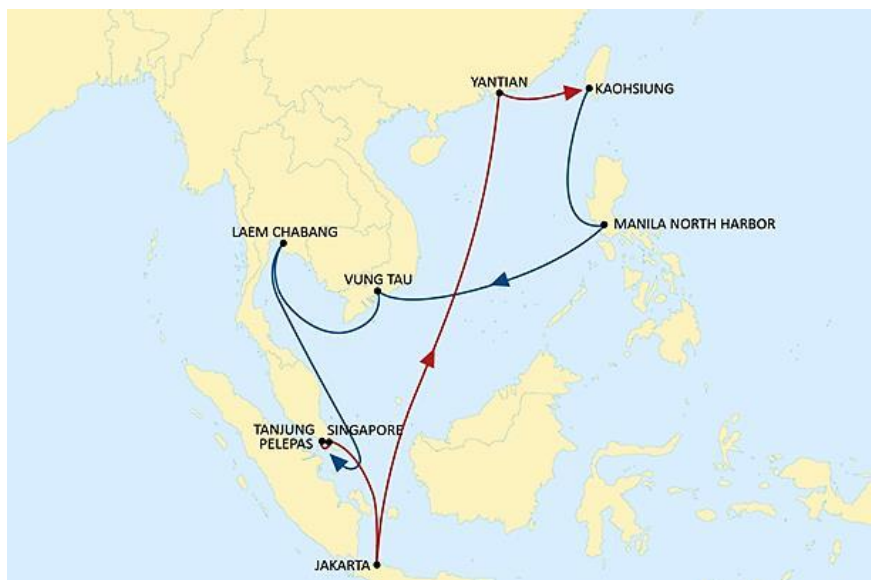 YANTIAN
KAOHSIUNG
MANILA NORTH HARBOR
LAEM CHABANG
VUNG TAU
TANJUNG
PELEPAS
SINGAPORE
JAKARTA